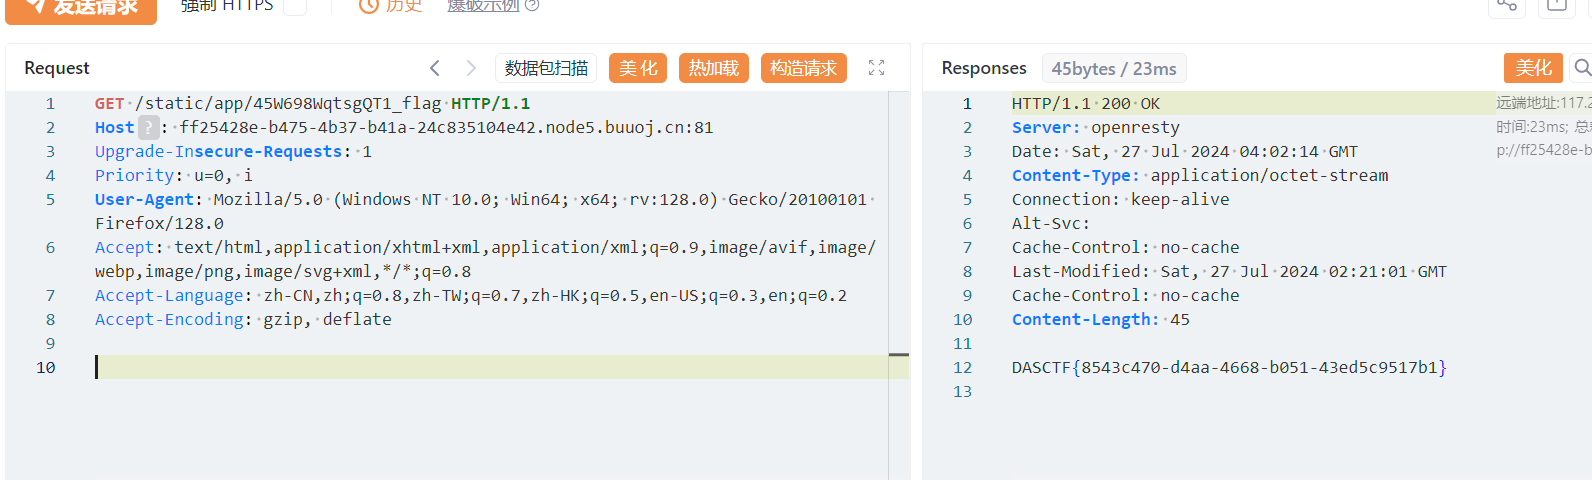 发送请求 强制 HTTPS 历史 爆破示例
Request 数据包扫描 美化 热加载 构造请求
1 GET /static/app/45W698WqtsgQT1_flag HTTP/1.1
2 Host ? : ff25428e-b475-4b37-b41a-24c835104e42.node5.buuoj.cn:81
3 Upgrade-Insecure-Requests: 1
4 Priority: u=0, i
5 User-Agent: Mozilla/5.0 (Windows NT 10.0; Win64; x64; rv:128.0) Gecko/20100101
Firefox/128.0
6 Accept: text/html,application/xhtml+xml,application/xml;q=0.9,image/avif,image/
webp,image/png,image/svg+xml,*/*;q=0.8
7 Accept-Language: zh-CN,zh;q=0.8,zh-TW;q=0.7,zh-HK;q=0.5,en-US;q=0.3,en;q=0.2
8 Accept-Encoding: gzip, deflate
9
10
Responses 45bytes / 23ms 美化
1 HTTP/1.1 200 OK
远端地址:117.2
2 Server: openresty
时间:23ms; 总
3 Date: Sat, 27 Jul 2024 04:02:14 GMT
p://ff25428e-b
4 Content-Type: application/octet-stream
5 Connection: keep-alive
6 Alt-Svc:
7 Cache-Control: no-cache
8 Last-Modified: Sat, 27 Jul 2024 02:21:01 GMT
9 Cache-Control: no-cache
10 Content-Length: 45
11
12 DASCTF{8543c470-d4aa-4668-b051-43ed5c9517b1}
13